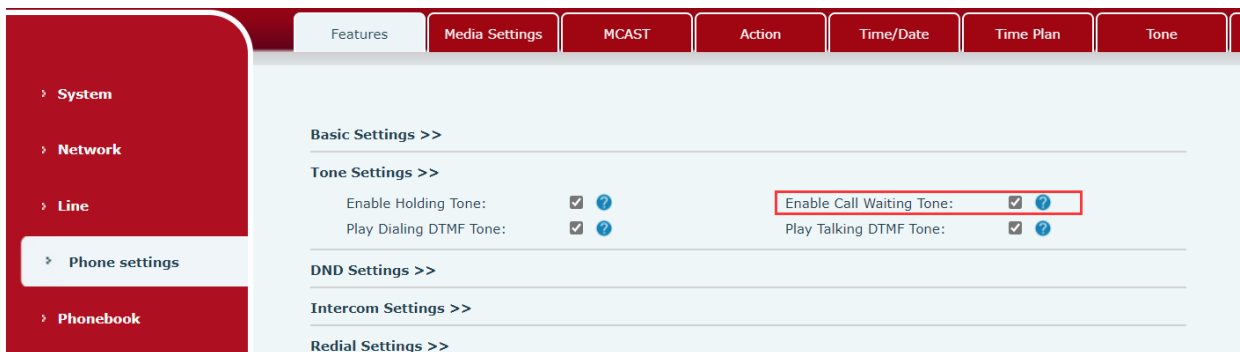 Features Media Settings MCAST Action Time/Date Time Plan Tone
System
Network
Line
Phone settings
Phonebook
Basic Settings >>
Tone Settings >>
Enable Holding Tone: ? Enable Call Waiting Tone: ?
Play Dialing DTMF Tone: ? Play Talking DTMF Tone: ?
DND Settings >>
Intercom Settings >>
Redial Settings >>